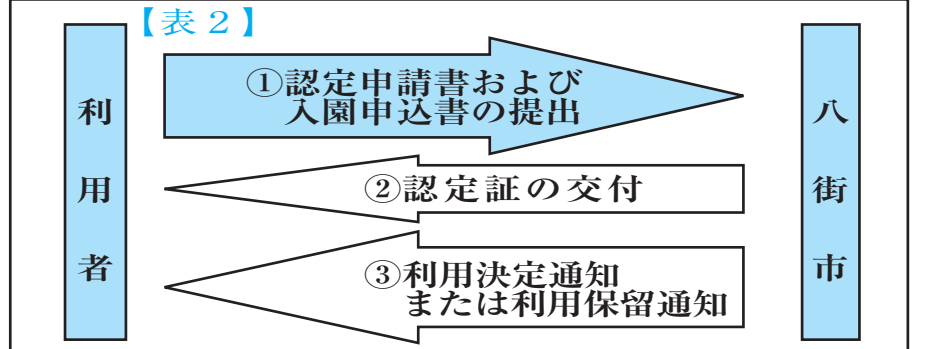 【表２】
利用者
①認定申請書および
入園申込書の提出
②認定証の交付
③利用決定通知
または利用保留通知
八街市